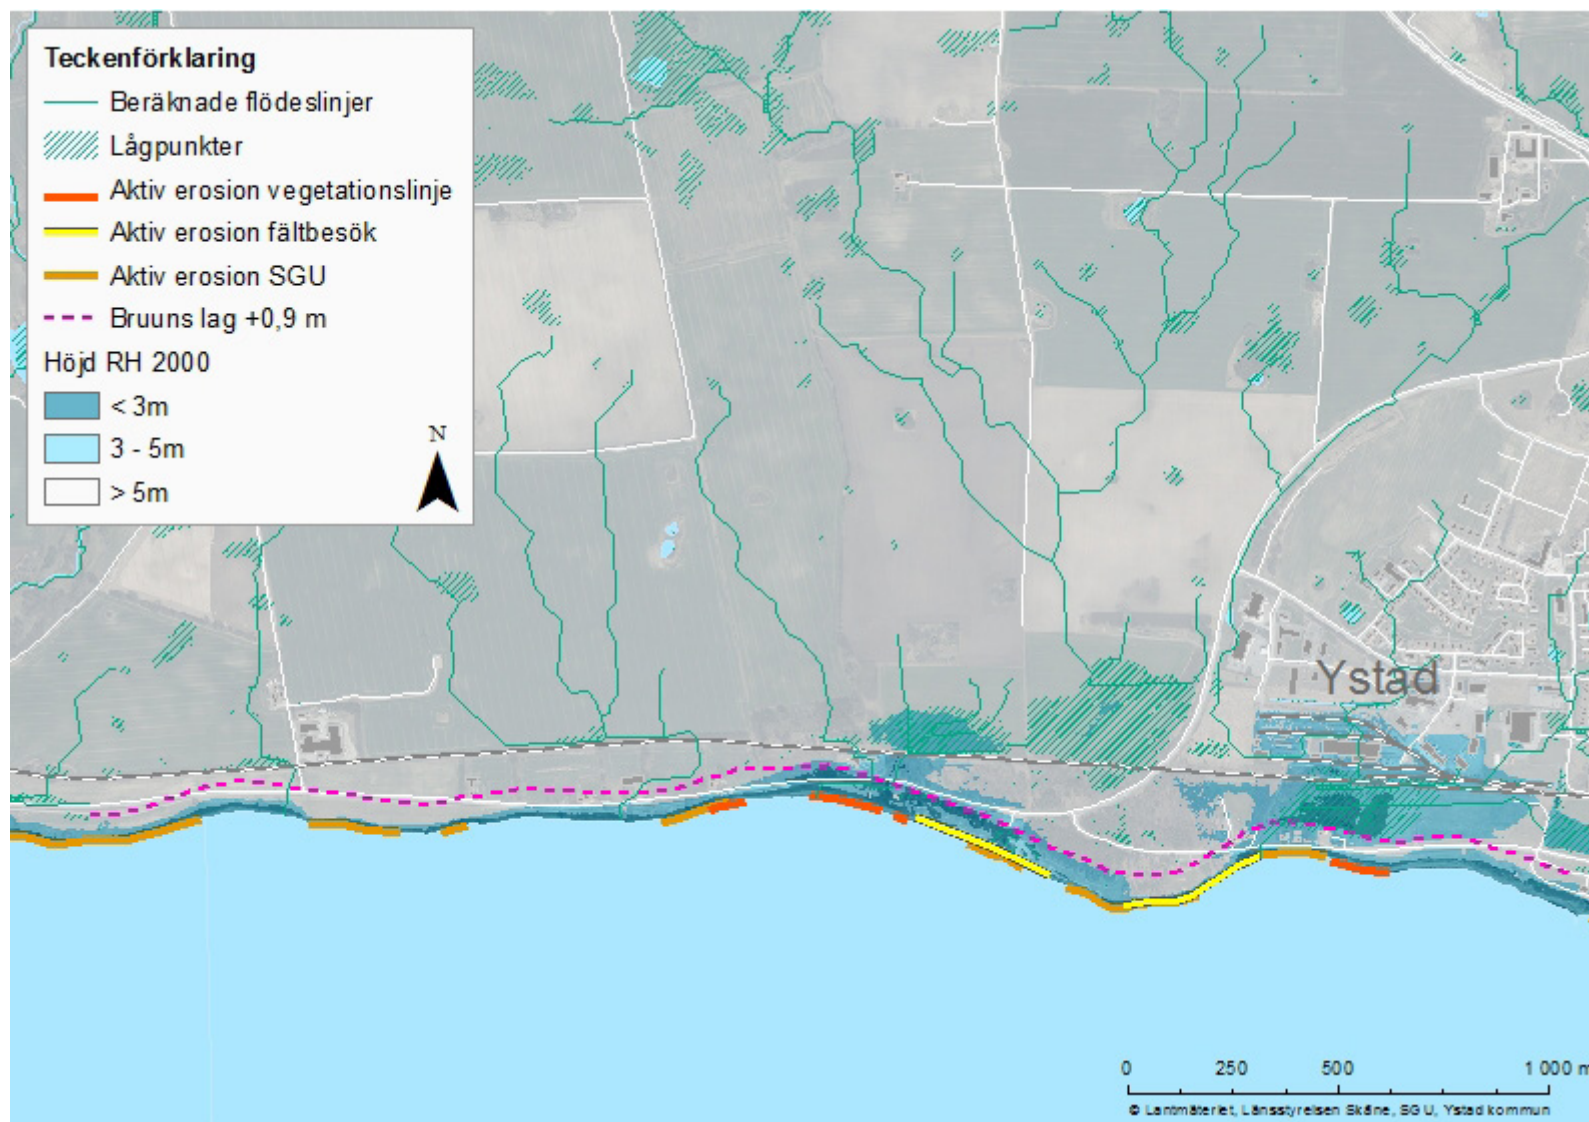 Teckenförklaring
Beräknade flödeslinjer
Lågpunkter
Aktiv erosion vegetationslinje
Aktiv erosion fältbesök
Aktiv erosion SGU
Bruuns lag +0,9 m
Höjd RH 2000
< 3m
3 - 5m
> 5m
N
Ystad
0 250 500 1 000 m
© Lantmäteriet, Länsstyrelsen Skåne, SGU, Ystad kommun